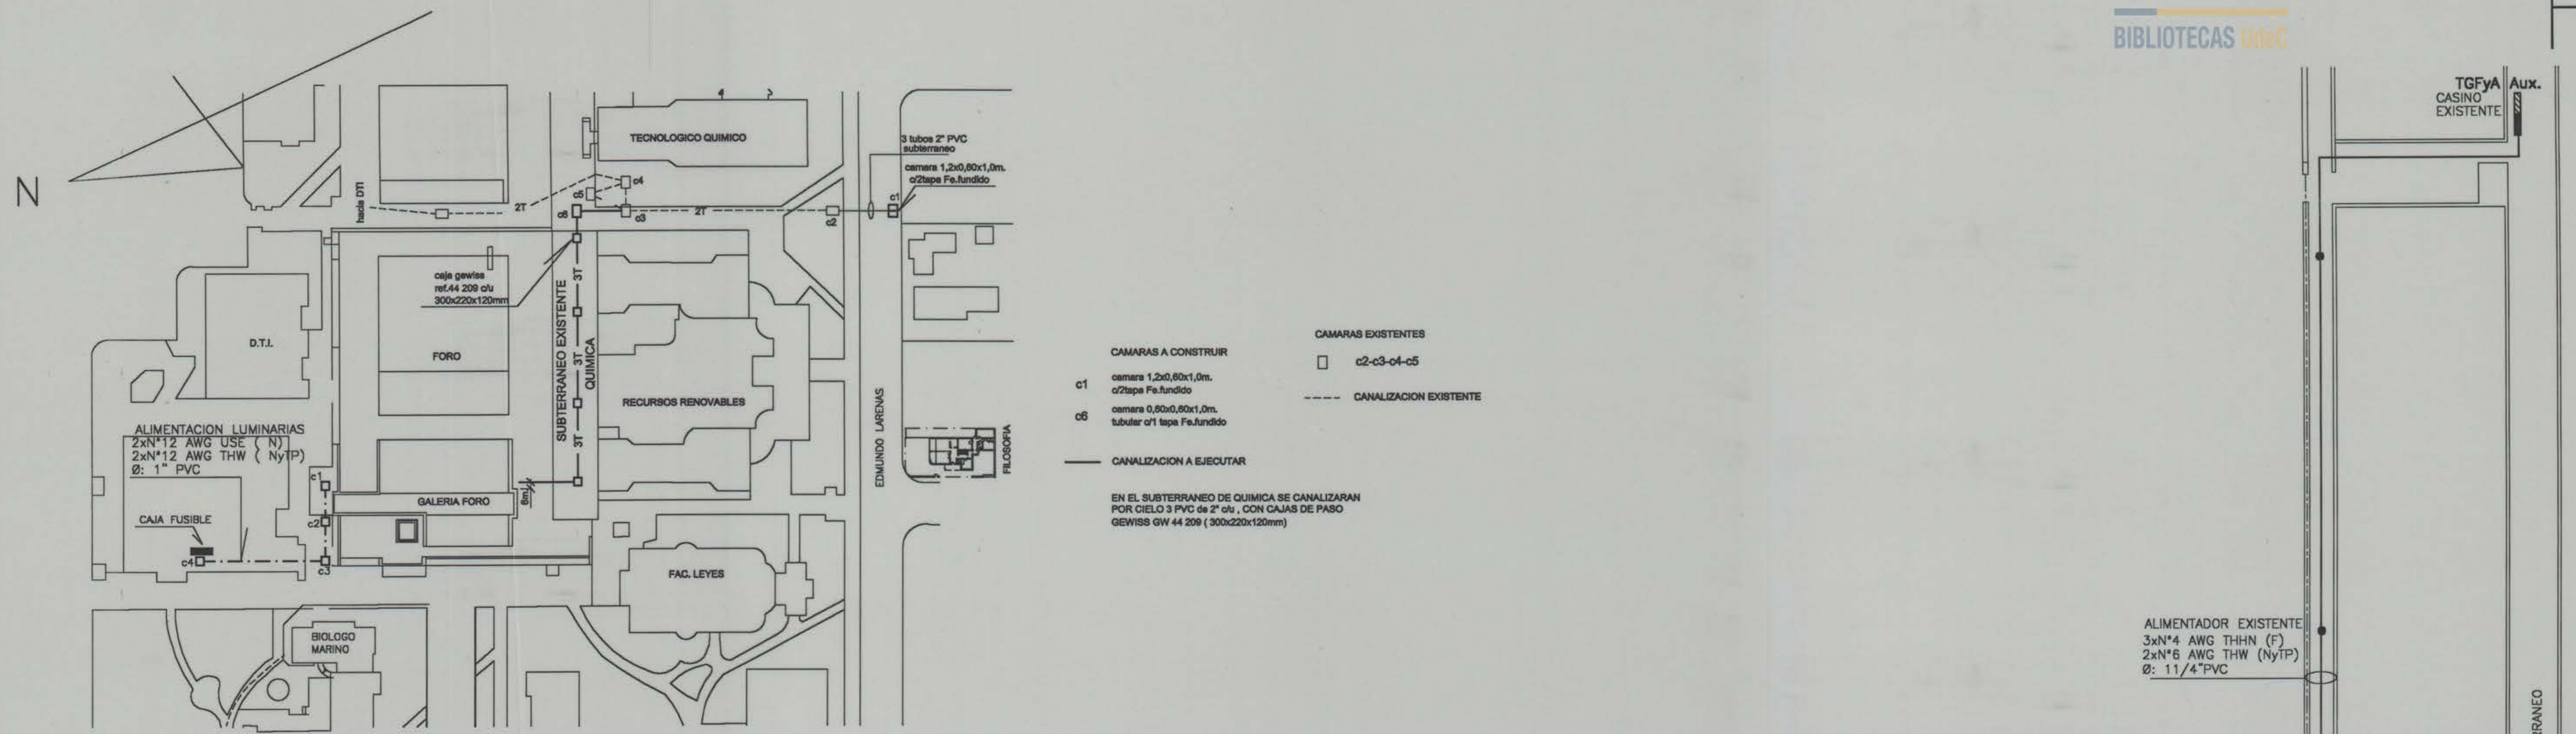 BIBLIOTECAS UdeC
TGFyA Aux.
CASINO
EXISTENTE
N
TECNOLOGICO QUIMICO
3 tubos 2" PVC
subterraneo
camara 1,2x0,60x1,0m.
c/2tapa Fe.fundido
hacia DTI
2T
c5
c4
c6
c3
2T
c2
c1
caja gewiss
ref.44 209 c/u
300x220x120mm
3T
3T
3T
SUBTERRANEO EXISTENTE
QUIMICA
D.T.I.
FORO
RECURSOS RENOVABLES
EDMUNDO LARENAS
FILOSOFIA
CAMARAS A CONSTRUIR
c1
camara 1,2x0,60x1,0m.
c/2tapa Fe.fundido
c6
camara 0,60x0,60x1,0m.
tubular c/1 tapa Fe.fundido
CANALIZACION A EJECUTAR
CAMARAS EXISTENTES
c2-c3-c4-c5
CANALIZACION EXISTENTE
EN EL SUBTERRANEO DE QUIMICA SE CANALIZARAN
POR CIELO 3 PVC de 2" c/u , CON CAJAS DE PASO
GEWISS GW 44 209 ( 300x220x120mm)
ALIMENTACION LUMINARIAS
2xN°12 AWG USE ( N)
2xN°12 AWG THW ( NyTP)
Ø: 1" PVC
c1
c2
c3
c4
CAJA FUSIBLE
GALERIA FORO
6m
FAC. LEYES
BIOLOGO
MARINO
ALIMENTADOR EXISTENTE
3xN°4 AWG THHN (F)
2xN°6 AWG THW (NyTP)
Ø: 11/4"PVC
RRANEO